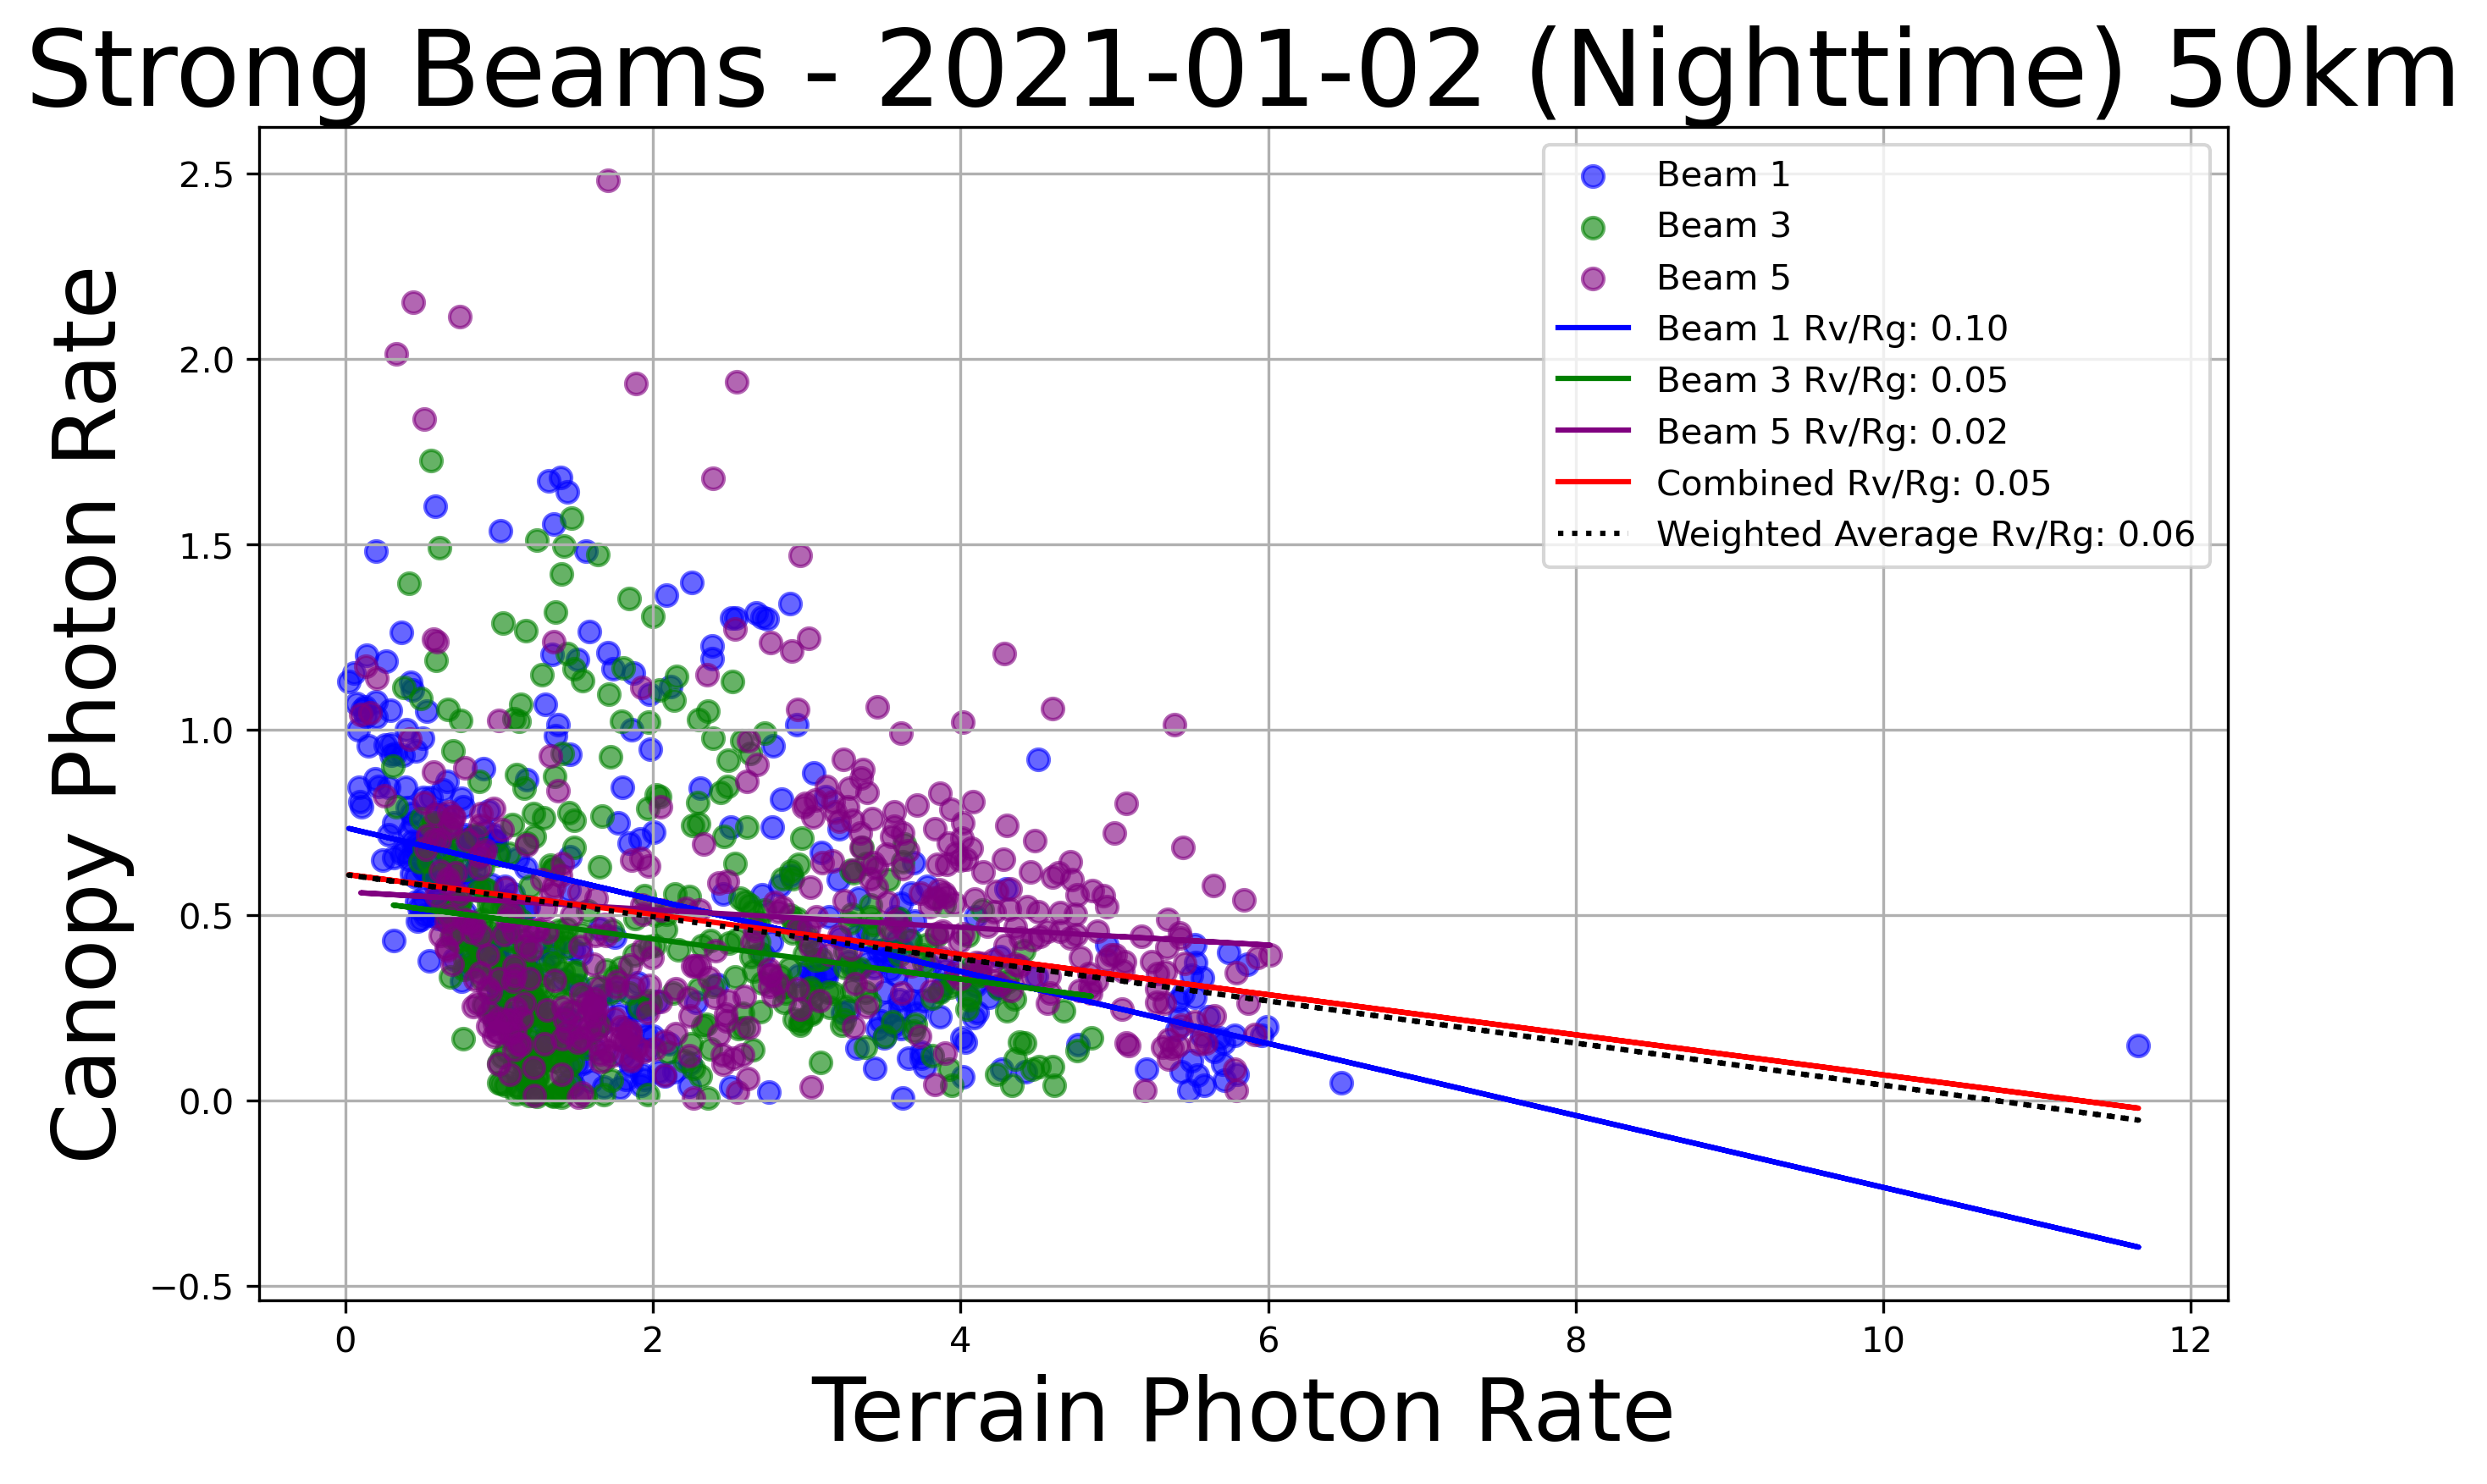 Strong Beams - 2021-01-02 (Nighttime) 50km
Canopy Photon Rate
2.5
2.0
1.5
1.0
0.5
0.0
−0.5
Beam 1
Beam 3
Beam 5
Beam 1 Rv/Rg: 0.10
Beam 3 Rv/Rg: 0.05
Beam 5 Rv/Rg: 0.02
Combined Rv/Rg: 0.05
Weighted Average Rv/Rg: 0.06
0 2 4 6 8 10 12
Terrain Photon Rate